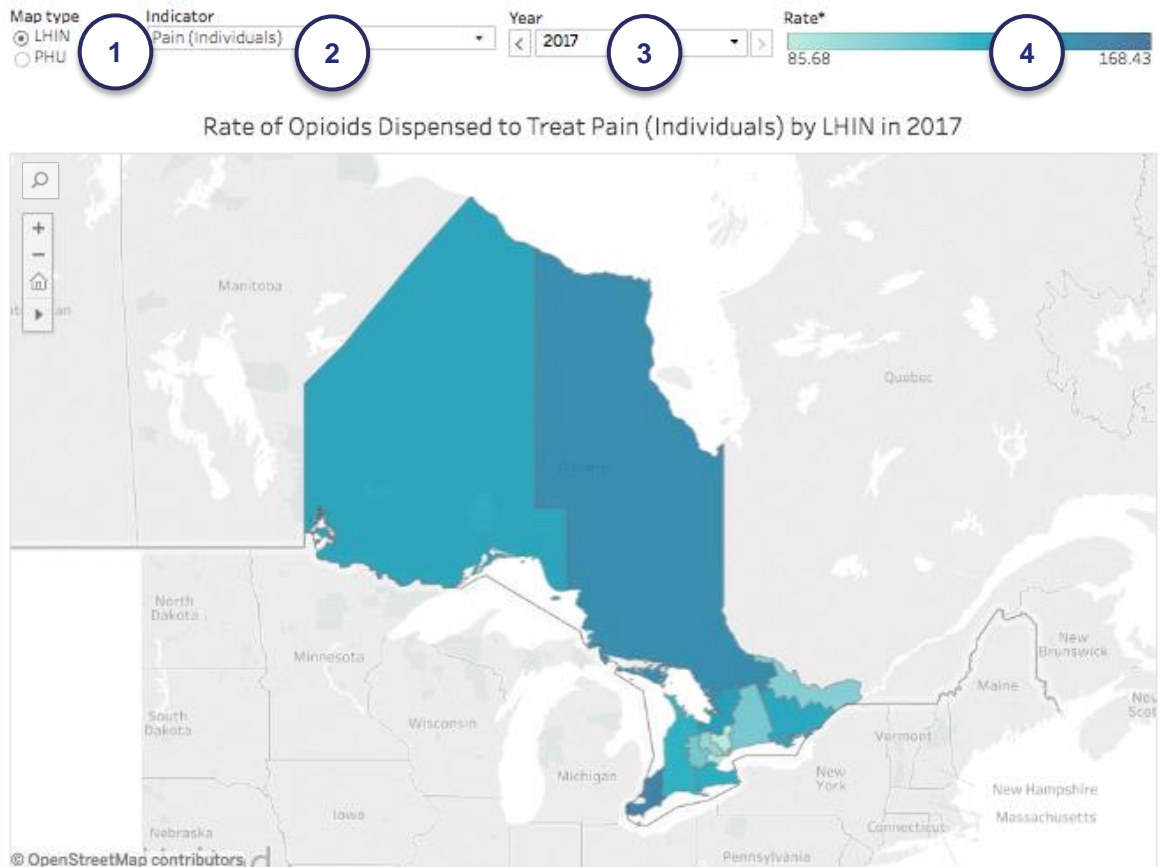 Map type
LHIN
PHU
1
Indicator
Pain (Individuals)
2
Year
2017
3
Rate*
85.68
168.43
4
Rate of Opioids Dispensed to Treat Pain (Individuals) by LHIN in 2017
Manitoba
an
Quebec
Ontario
North
Dakota
Minnesota
New
Brunswick
Maine
South
Dakota
Wisconsin
Vermont
Michigan
New
York
New Hampshire
Massachusetts
Iowa
Nebraska
Connecticut
Pennsylvania
© OpenStreetMap contributors